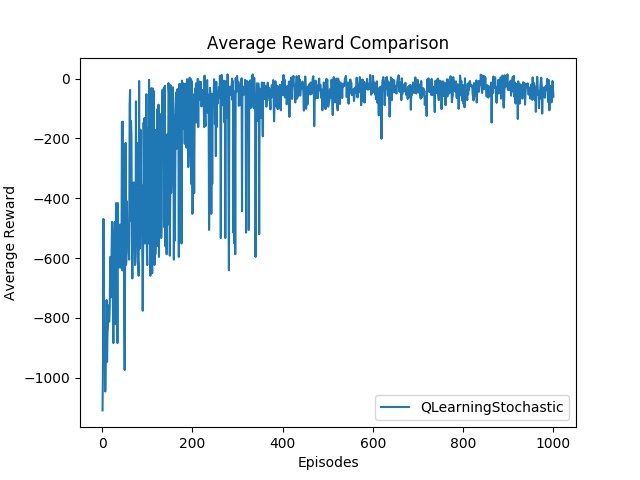 Average Reward Comparison
Average Reward
0
−200
−400
−600
−800
−1000
QLearningStochastic
0 200 400 600 800 1000
Episodes